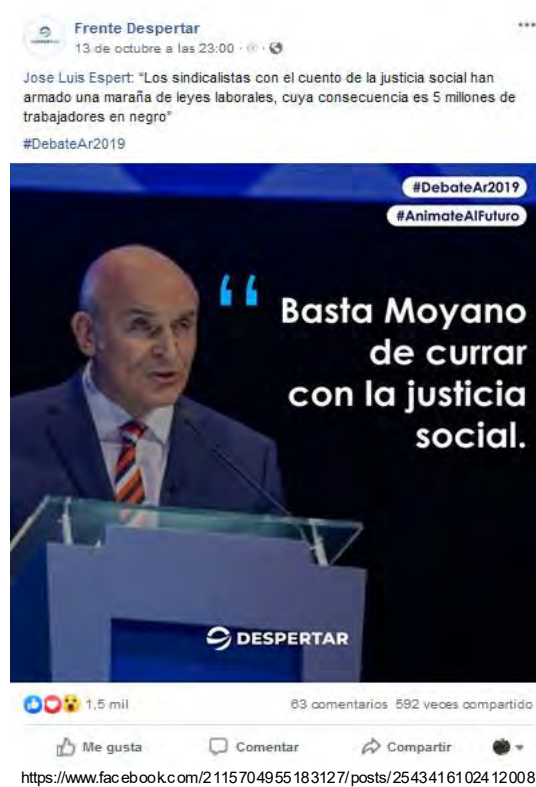 Frente Despertar
13 de octubre a las 23:00 ·
Jose Luis Espert: “Los sindicalistas con el cuento de la justicia social han
armado una maraña de leyes laborales, cuya consecuencia es 5 millones de
trabajadores en negro”
#DebateAr2019
#DebateAr2019
#AnimateAlFuturo
“ Basta Moyano
de currar
con la justicia
social.
DESPERTAR
1,5 mil
63 comentarios 592 veces compartido
Me gusta
Comentar
Compartir
https://www.facebook.com/2115704955183127/posts/2543416102412008